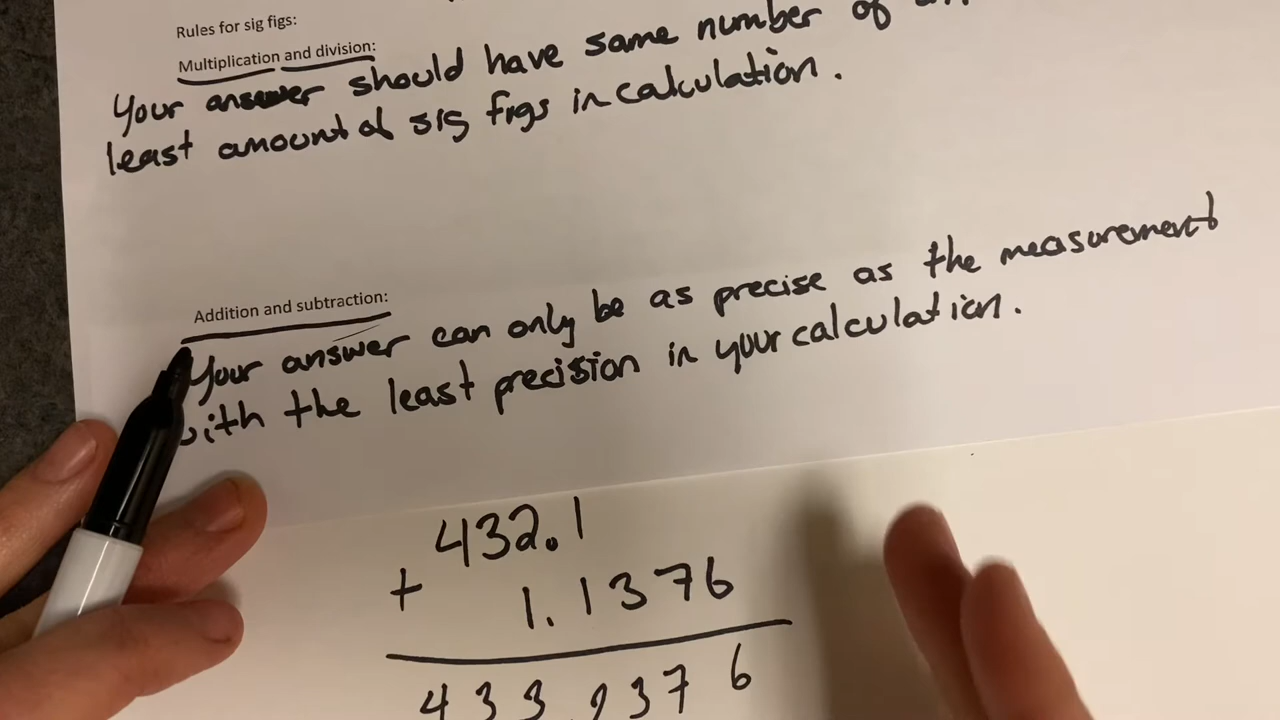 Rules for sig figs:
Multiplication and division:
Your answer should have same number of
least amount of sig figs in calculation.
Addition and subtraction:
Your answer can only be as precise as the measurement
with the least precision in your calculation.
432.1
+ 1.1376
433.2376